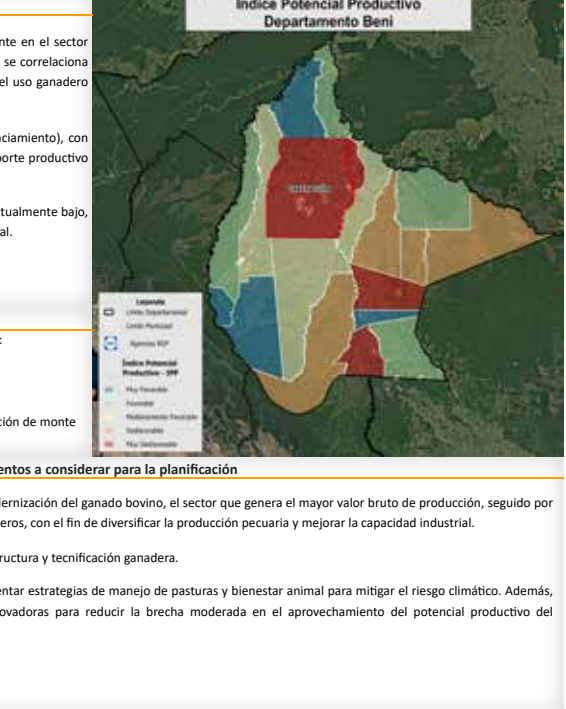 Índice Potencial Productivo
Departamento Beni
nte en el sector
se correlaciona
el uso ganadero
nciamiento), con
porte productivo
tualmente bajo,
al.
:
ción de monte
Leyenda
Límite Departamental
Límite Municipal
Agencias BDP
Índice Potencial
Productivo - IPP
Muy Favorable
Favorable
Medianamente Favorable
Desfavorable
Muy Desfavorable
entos a considerar para la planificación
dernización del ganado bovino, el sector que genera el mayor valor bruto de producción, seguido por
neros, con el fin de diversificar la producción pecuaria y mejorar la capacidad industrial.
tructura y tecnificación ganadera.
entar estrategias de manejo de pasturas y bienestar animal para mitigar el riesgo climático. Además,
ovadoras para reducir la brecha moderada en el aprovechamiento del potencial productivo del